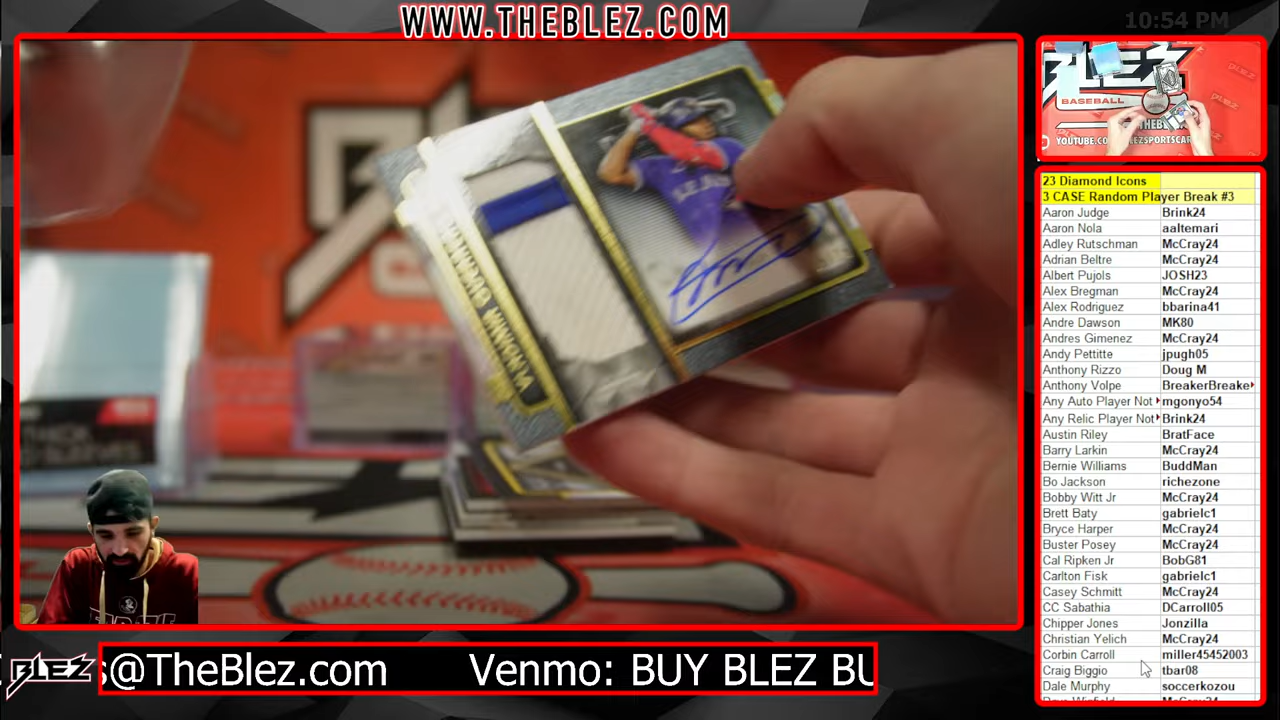 WWW.THEBLEZ.COM
10:54 PM
BLEZ
BASEBALL
23 Diamond Icons
3 CASE Random Player Break #3
Aaron Judge Brink24
Aaron Nola aaltemari
Adley Rutschman McCray24
Adrian Beltre McCray24
Albert Pujols JOSH23
Alex Bregman McCray24
Alex Rodriguez bbarina41
Andre Dawson MK80
Andres Gimenez McCray24
Andy Pettitte jpugh05
Anthony Rizzo Doug M
Anthony Volpe BreakerBreake
Any Auto Player Not mgonyo54
Any Relic Player Not Brink24
Austin Riley BratFace
Barry Larkin McCray24
Bernie Williams BuddMan
Bo Jackson richezone
Bobby Witt Jr McCray24
Brett Baty gabrielc1
Bryce Harper McCray24
Buster Posey McCray24
Cal Ripken Jr BobG81
Carlton Fisk gabrielc1
Casey Schmitt McCray24
CC Sabathia DCarroll05
Chipper Jones Jonzilla
Christian Yelich McCray24
Corbin Carroll miller45452003
Craig Biggio tbar08
Dale Murphy soccerkozou
BLEZ
s@TheBlez.com Venmo: BUY BLEZ BU